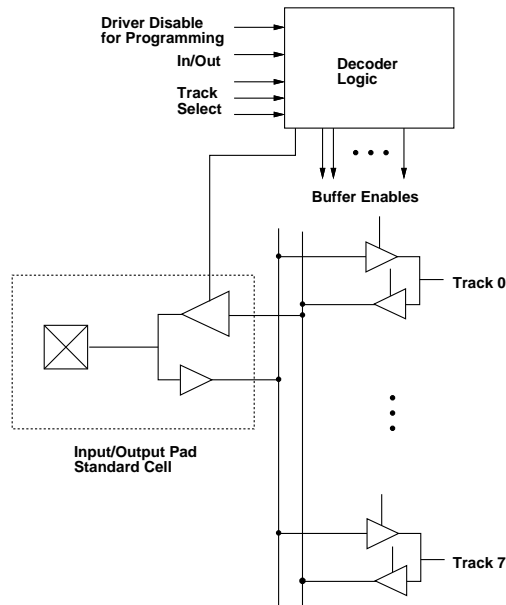 Driver Disable
for Programming
In/Out
Track
Select
Decoder
Logic
Buffer Enables
Track 0
Input/Output Pad
Standard Cell
Track 7